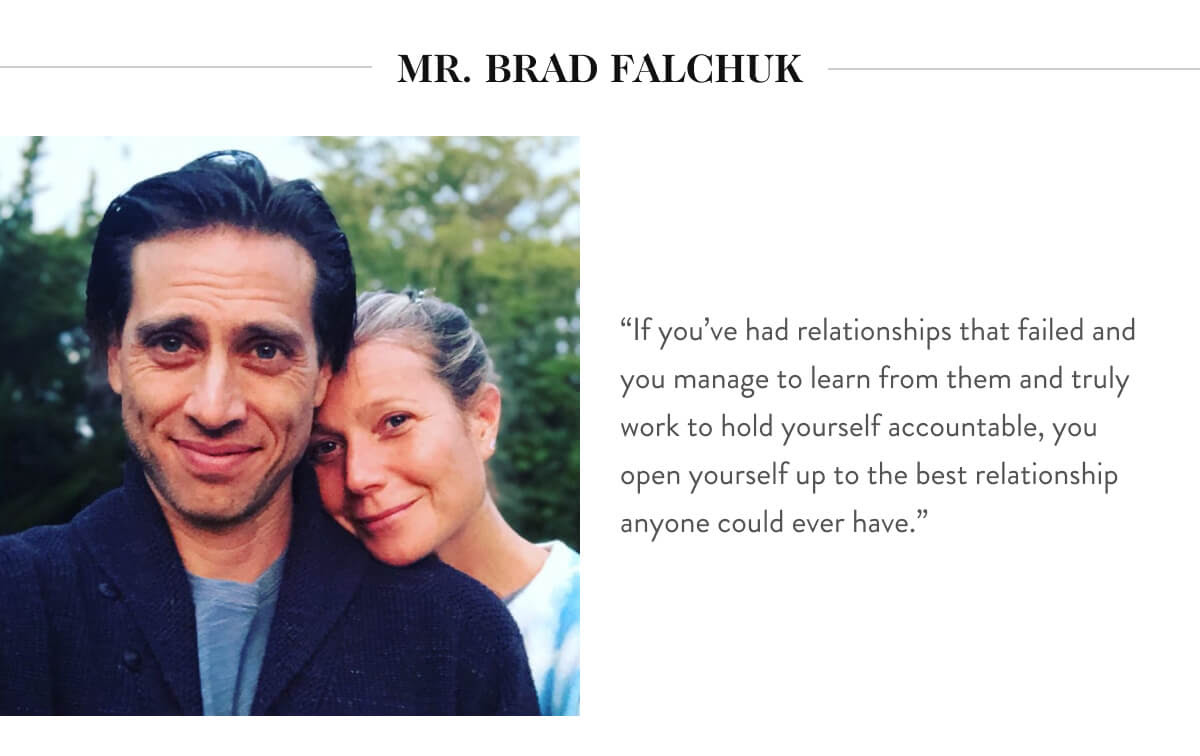 MR. BRAD FALCHUK
“If you’ve had relationships that failed and
you manage to learn from them and truly
work to hold yourself accountable, you
open yourself up to the best relationship
anyone could ever have.”